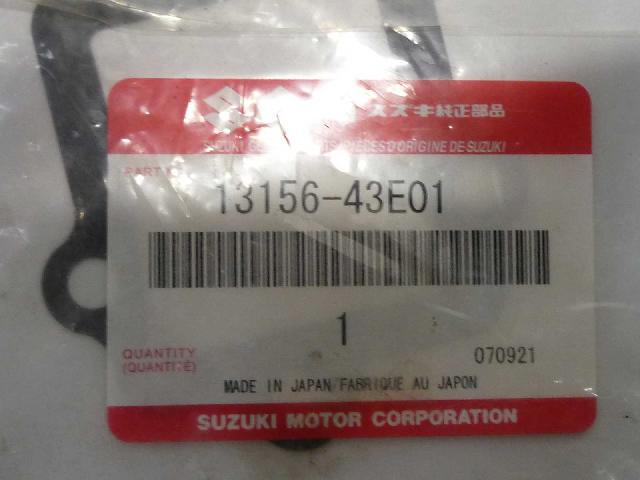 スズキ純正部品
SUZUKI PIÈCES D'ORIGINE DE SUZUKI
PART
13156-43E01
1
QUANTITY
(QUANTITÉ)
070921
MADE IN JAPAN/FABRIQUE AU JAPON
SUZUKI MOTOR CORPORATION